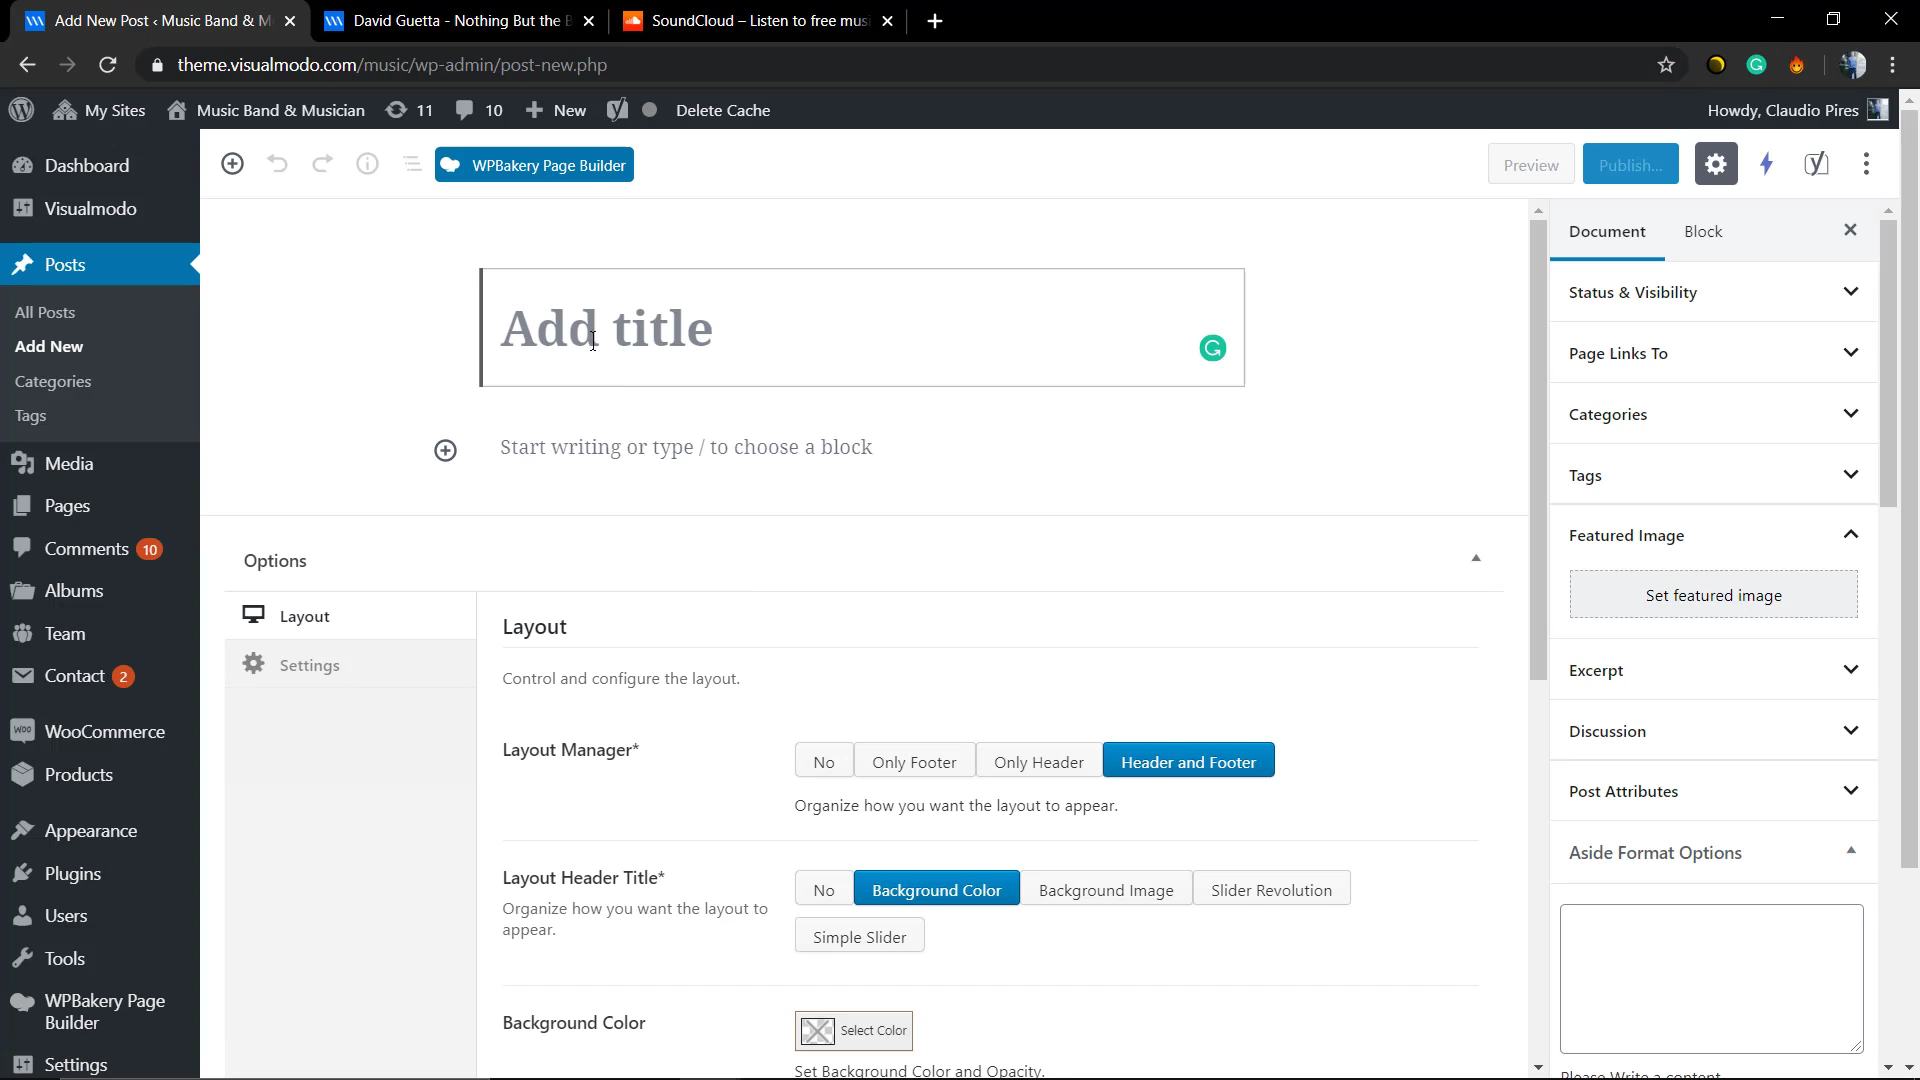 Add New Post ‹ Music Band & M
David Guetta - Nothing But the B
SoundCloud – Listen to free musi
theme.visualmodo.com/music/wp-admin/post-new.php
My Sites
Music Band & Musician
11
10
New
Delete Cache
Howdy, Claudio Pires
Dashboard
Visualmodo
Posts
All Posts
Add New
Categories
Tags
Media
Pages
Comments 10
Albums
Team
Contact 2
WooCommerce
Products
Appearance
Plugins
Users
Tools
WPBakery Page
Builder
Settings
WPBakery Page Builder
Preview
Publish...
Add title
Start writing or type / to choose a block
Options
Layout
Settings
Layout
Control and configure the layout.
Layout Manager*
No
Only Footer
Only Header
Header and Footer
Organize how you want the layout to appear.
Layout Header Title*
Organize how you want the layout to
appear.
No
Background Color
Background Image
Slider Revolution
Simple Slider
Background Color
Select Color
Set Background Color and Opacity.
Document
Block
Status & Visibility
Page Links To
Categories
Tags
Featured Image
Set featured image
Excerpt
Discussion
Post Attributes
Aside Format Options
Please Write a content